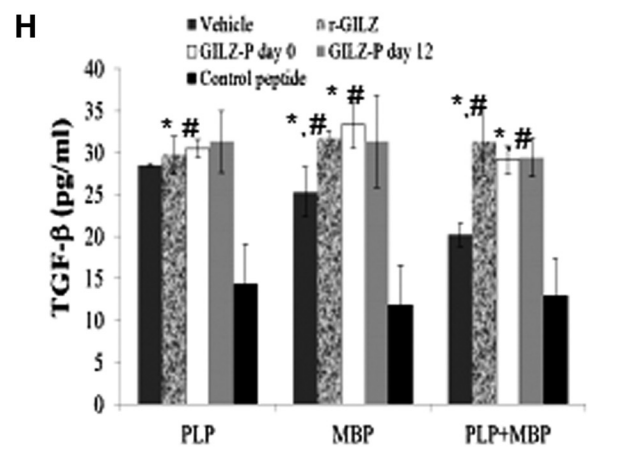 H
Vehicle r-GILZ
GILZ-P day 0 GILZ-P day 12
Control peptide
TGF-β (pg/ml)
40
35
30
25
20
15
10
5
0
* #
*,# * #
*,# *,#
PLP MBP PLP+MBP